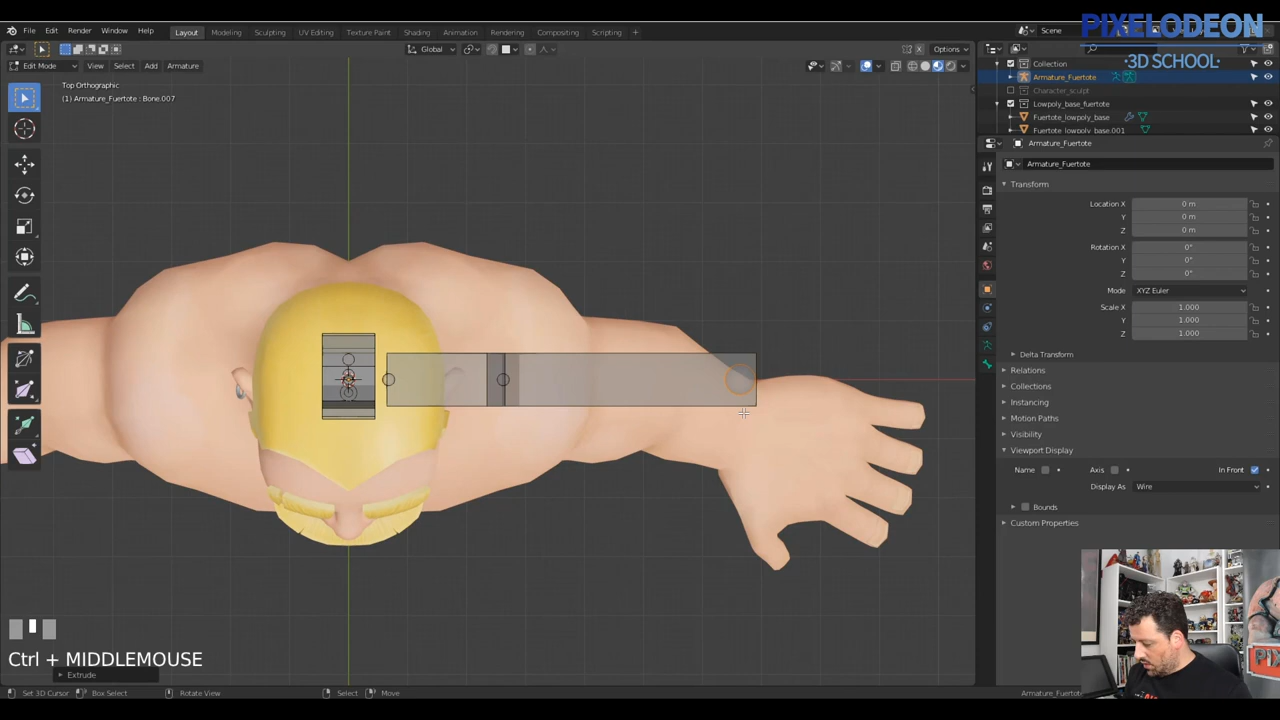 File Edit Render Window Help
Layout Modeling Sculpting UV Editing Texture Paint Shading Animation Rendering Compositing Scripting +
Scene
PIXELODEON
·3D SCHOOL·
Global
Options
Edit Mode View Select Add Armature
Top Orthographic
(1) Armature_Fuertote : Bone.007
Collection
Armature_Fuertote
Character_sculpt
Lowpoly_base_fuertote
Fuertote_lowpoly_base
Fuertote_lowpoly_base.001
Armature_Fuertote
Armature_Fuertote
Transform
Location X 0 m
Y 0 m
Z 0 m
Rotation X 0°
Y 0°
Z 0°
Mode XYZ Euler
Scale X 1.000
Y 1.000
Z 1.000
Delta Transform
Relations
Collections
Instancing
Motion Paths
Visibility
Viewport Display
Name Axis In Front
Display As Wire
Bounds
Custom Properties
Ctrl + MIDDLEMOUSE
Extrude
Set 3D Cursor Box Select Rotate View Select Move